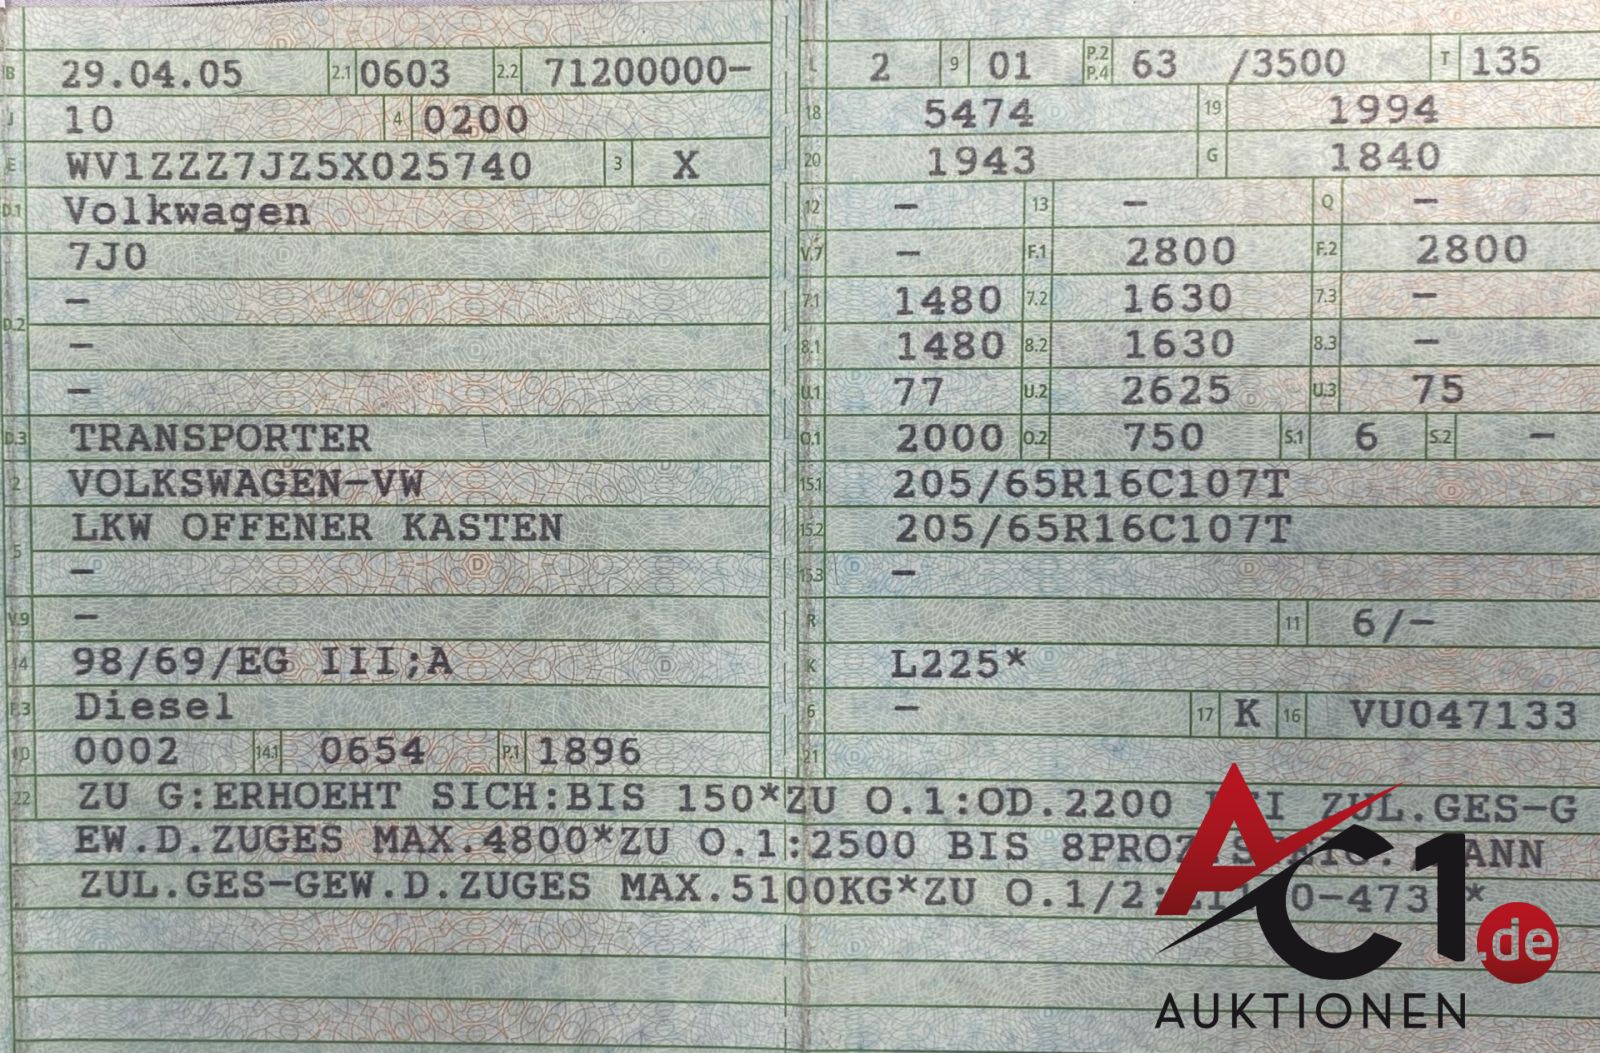 B 29.04.05 2.1 0603 2.2 71200000-
J 10 4 0200
E WV1ZZZ7JZ5X025740 3 X
D.1 Volkwagen
7J0
-
D.2
-
-
D.3 TRANSPORTER
2 VOLKSWAGEN-VW
LKW OFFENER KASTEN
5
-
V.9 -
14 98/69/EG III;A
P.3 Diesel
10 0002 14.1 0654 P.1 1896
L 2 9 01 P.2 P.4 63 /3500 T 135
18 5474 19 1994
20 1943 G 1840
12 - 13 - Q -
V.7 - F.1 2800 F.2 2800
7.1 1480 7.2 1630 7.3 -
8.1 1480 8.2 1630 8.3 -
U.1 77 U.2 2625 U.3 75
O.1 2000 O.2 750 S.1 6 S.2 -
15.1 205/65R16C107T
15.2 205/65R16C107T
15.3 -
R 11 6/-
K L225*
6 - 17 K 16 VU047133
21
22 ZU G:ERHOEHT SICH:BIS 150*ZU O.1:OD.2200 ZUL.GES-G
EW.D.ZUGES MAX.4800*ZU O.1:2500 BIS
ZUL.GES-GEW.D.ZUGES MAX.5100KG*ZU O.1/2:
AC1.de
AUKTIONEN